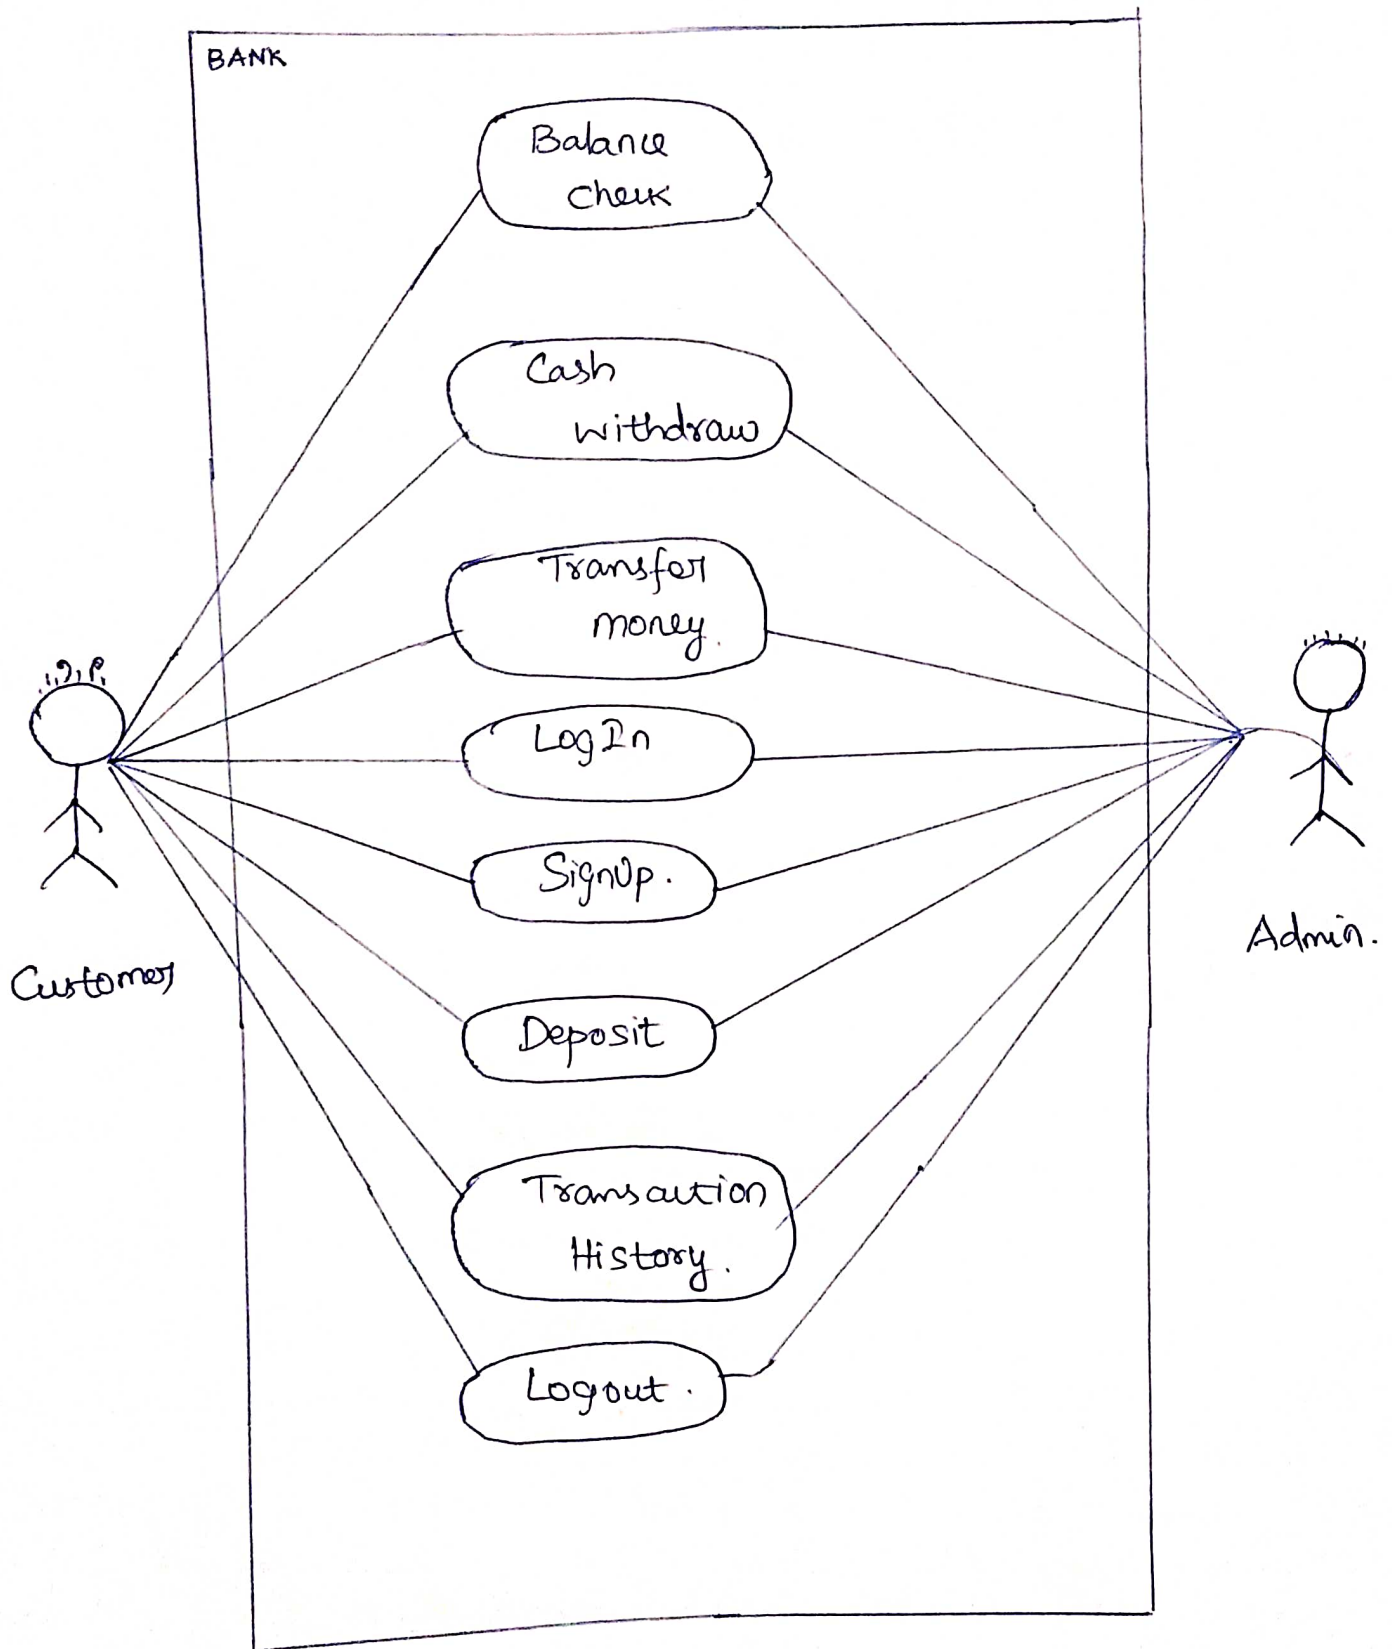 BANK
Balance
Check
Cash
withdraw
Transfer
money.
LogIn
SignUp.
Customer
Admin.
Deposit
Transaction
History.
Logout.